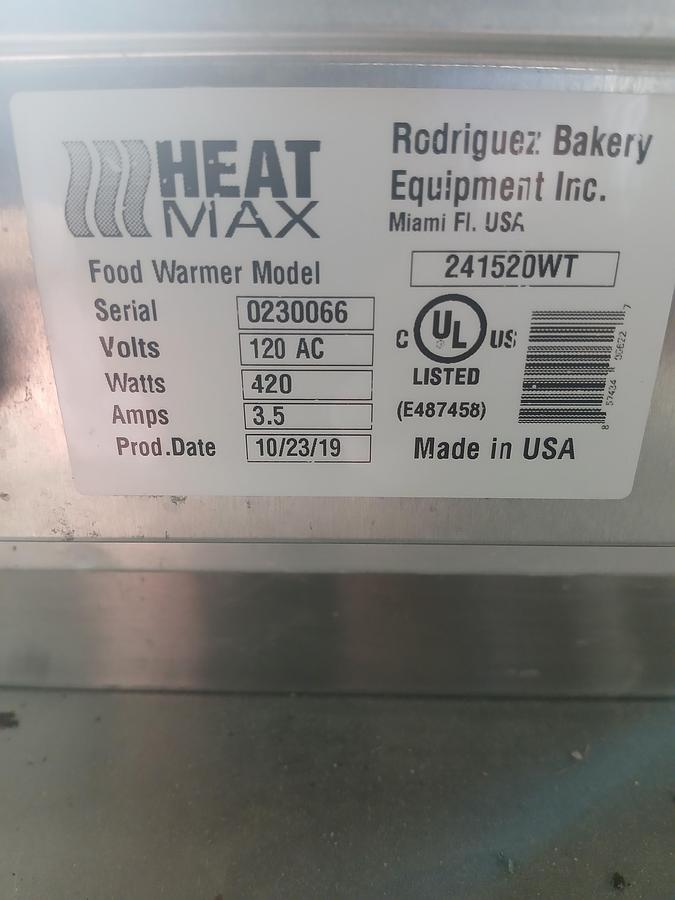 HEAT
MAX
Rodriguez Bakery
Equipment Inc.
Miami Fl. USA
Food Warmer Model
241520WT
Serial
0230066
Volts
120 AC
Watts
420
Amps
3.5
Prod.Date
10/23/19
C UL US
LISTED
(E487458)
Made in USA